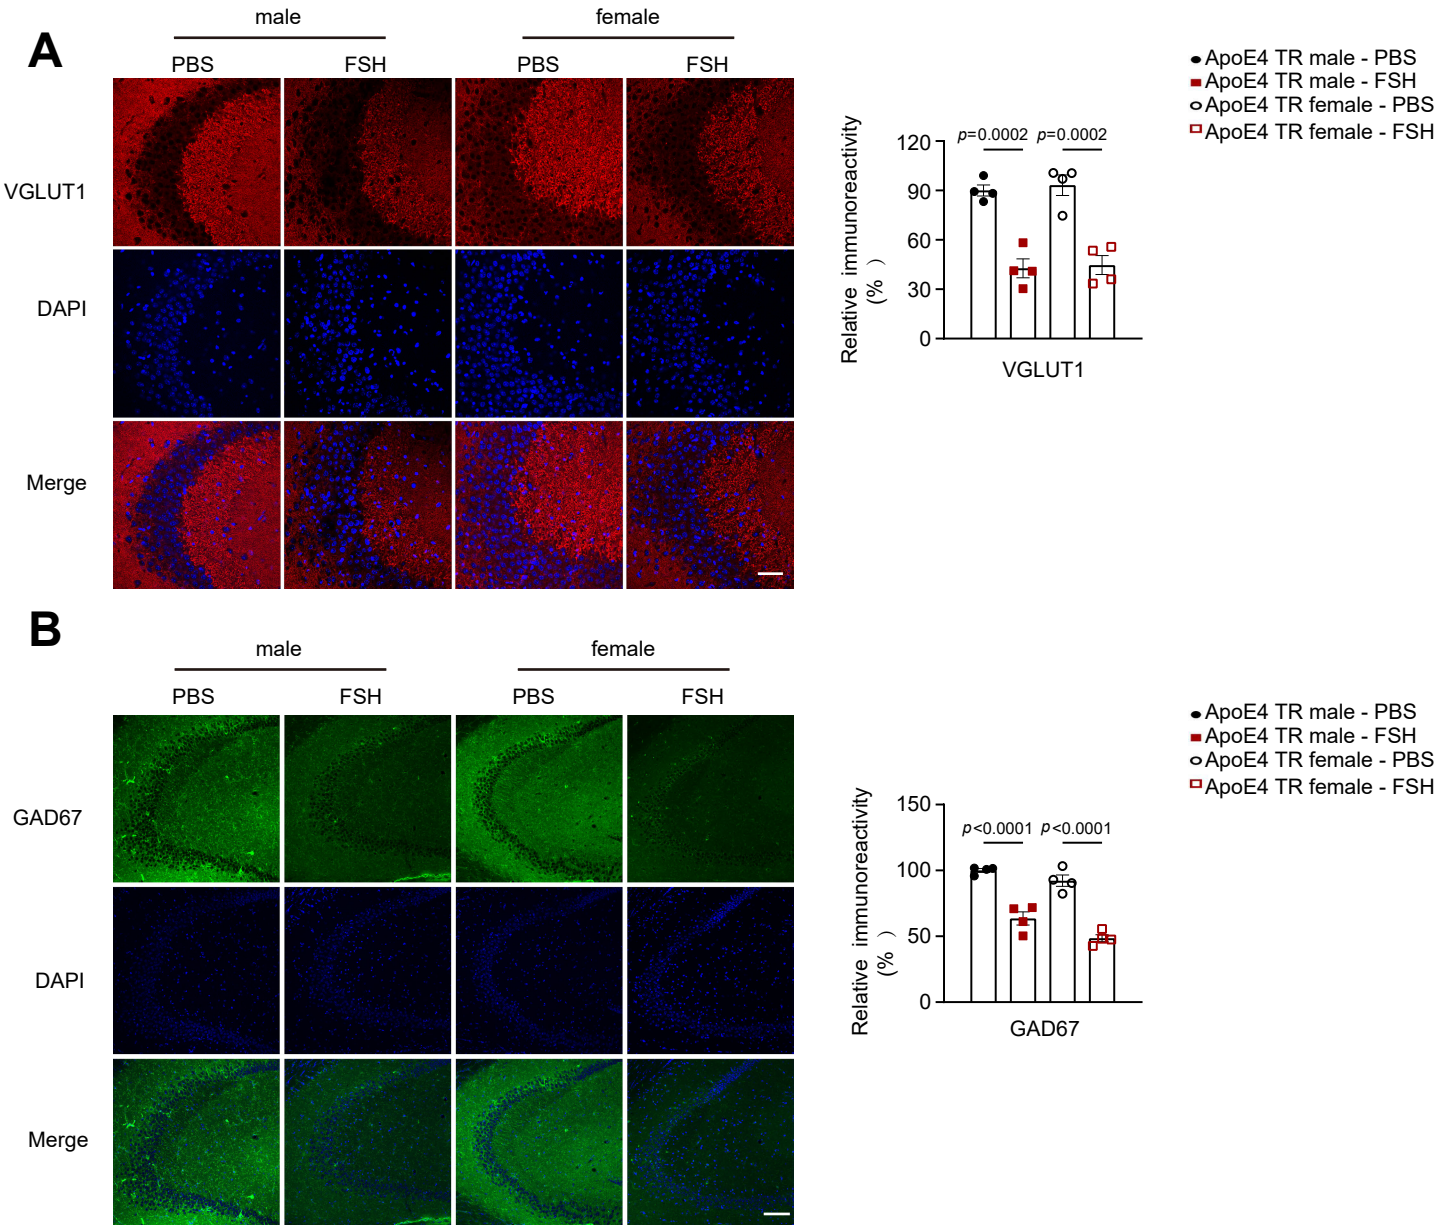 A
male
female
PBS
FSH
PBS
FSH
VGLUT1
DAPI
Merge
Relative immunoreactivity
(%)
120
90
60
30
0
p=0.0002
p=0.0002
VGLUT1
ApoE4 TR male - PBS
ApoE4 TR male - FSH
ApoE4 TR female - PBS
ApoE4 TR female - FSH
B
male
female
PBS
FSH
PBS
FSH
GAD67
DAPI
Merge
Relative immunoreactivity
(%)
150
100
50
0
p<0.0001
p<0.0001
GAD67
ApoE4 TR male - PBS
ApoE4 TR male - FSH
ApoE4 TR female - PBS
ApoE4 TR female - FSH